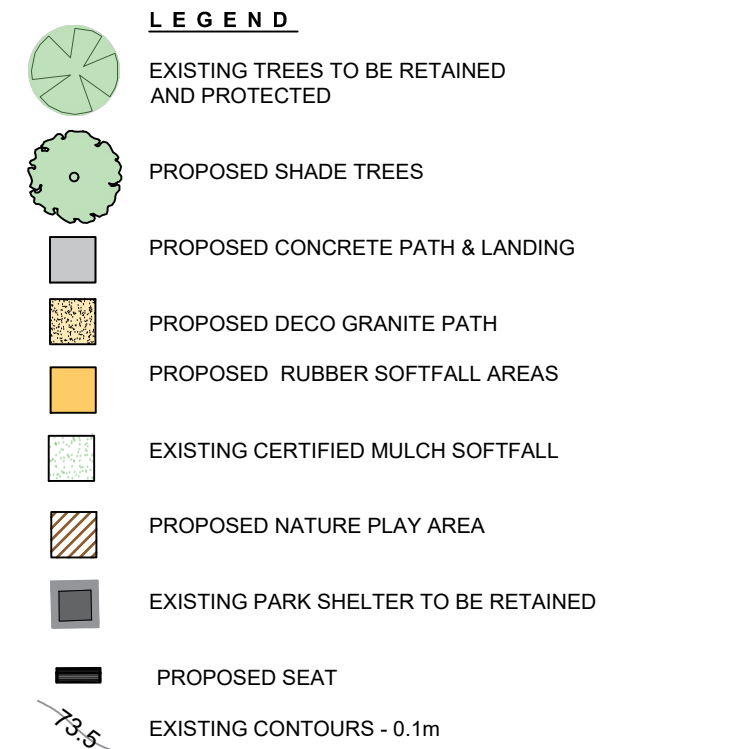 LEGEND
EXISTING TREES TO BE RETAINED
AND PROTECTED
PROPOSED SHADE TREES
PROPOSED CONCRETE PATH & LANDING
PROPOSED DECO GRANITE PATH
PROPOSED RUBBER SOFTFALL AREAS
EXISTING CERTIFIED MULCH SOFTFALL
PROPOSED NATURE PLAY AREA
EXISTING PARK SHELTER TO BE RETAINED
PROPOSED SEAT
73.5
EXISTING CONTOURS - 0.1m